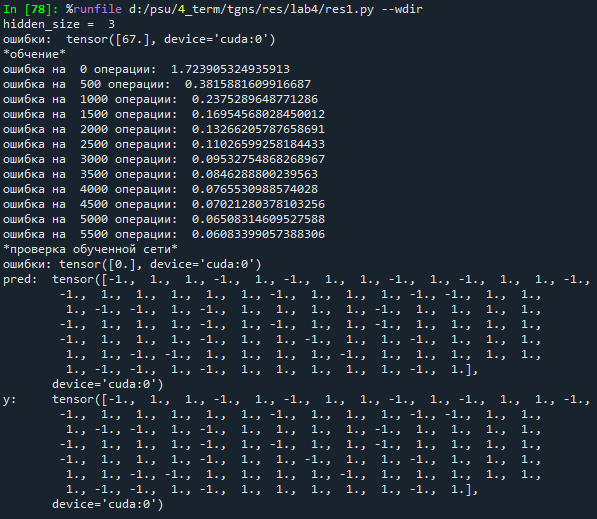 In [78]: %runfile d:/psu/4_term/tgns/res/lab4/res1.py --wdir
hidden_size =  3
ошибки:  tensor([67.], device='cuda:0')
*обчение*
ошибка на  0 операции:  1.723905324935913
ошибка на  500 операции:  0.3815881609916687
ошибка на  1000 операции:  0.2375289648771286
ошибка на  1500 операции:  0.16954568028450012
ошибка на  2000 операции:  0.13266205787658691
ошибка на  2500 операции:  0.11026599258184433
ошибка на  3000 операции:  0.09532754868268967
ошибка на  3500 операции:  0.0846288800239563
ошибка на  4000 операции:  0.0765530988574028
ошибка на  4500 операции:  0.07021280378103256
ошибка на  5000 операции:  0.06508314609527588
ошибка на  5500 операции:  0.06083399057388306
*проверка обученной сети*
ошибки: tensor([0.], device='cuda:0')
pred:  tensor([-1.,  1.,  1., -1.,  1., -1.,  1.,  1., -1.,  1.,  1.,  1., -1.,
-1.,  1.,  1.,  1.,  1.,  1., -1.,  1.,  1.,  1., -1.,  1.,  1.,
1., -1., -1.,  1.,  1.,  1.,  1., -1.,  1.,  1.,  1.,  1.,  1.,
-1.,  1.,  1., -1.,  1.,  1.,  1.,  1., -1.,  1.,  1.,  1.,  1.,
1.,  1., -1.,  1.,  1., -1.,  1.,  1.,  1.,  1.,  1.,  1.,  1.,
1.,  1., -1., -1.,  1.,  1.,  1.,  1., -1.,  1.,  1.,  1.,  1.,
1., -1., -1.,  1., -1.,  1.,  1.,  1.,  1.,  1., -1.,  1.],
device='cuda:0')
y:     tensor([-1.,  1.,  1., -1.,  1., -1.,  1.,  1., -1.,  1.,  1.,  1., -1.,
-1.,  1.,  1.,  1.,  1.,  1., -1.,  1.,  1.,  1., -1.,  1.,  1.,
1., -1., -1.,  1.,  1.,  1.,  1., -1.,  1.,  1.,  1.,  1.,  1.,
-1.,  1.,  1., -1.,  1.,  1.,  1.,  1., -1.,  1.,  1.,  1.,  1.,
1.,  1., -1.,  1.,  1., -1.,  1.,  1.,  1.,  1.,  1.,  1.,  1.,
1.,  1., -1., -1.,  1.,  1.,  1.,  1., -1.,  1.,  1.,  1.,  1.,
1., -1., -1.,  1., -1.,  1.,  1.,  1.,  1.,  1., -1.,  1.],
device='cuda:0')